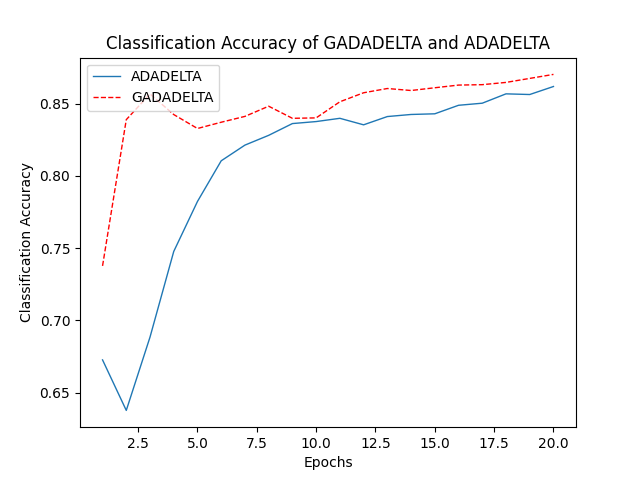 Classification Accuracy of GADADELTA and ADADELTA
ADADELTA
GADADELTA
Classification Accuracy
0.85
0.80
0.75
0.70
0.65
2.5 5.0 7.5 10.0 12.5 15.0 17.5 20.0
Epochs